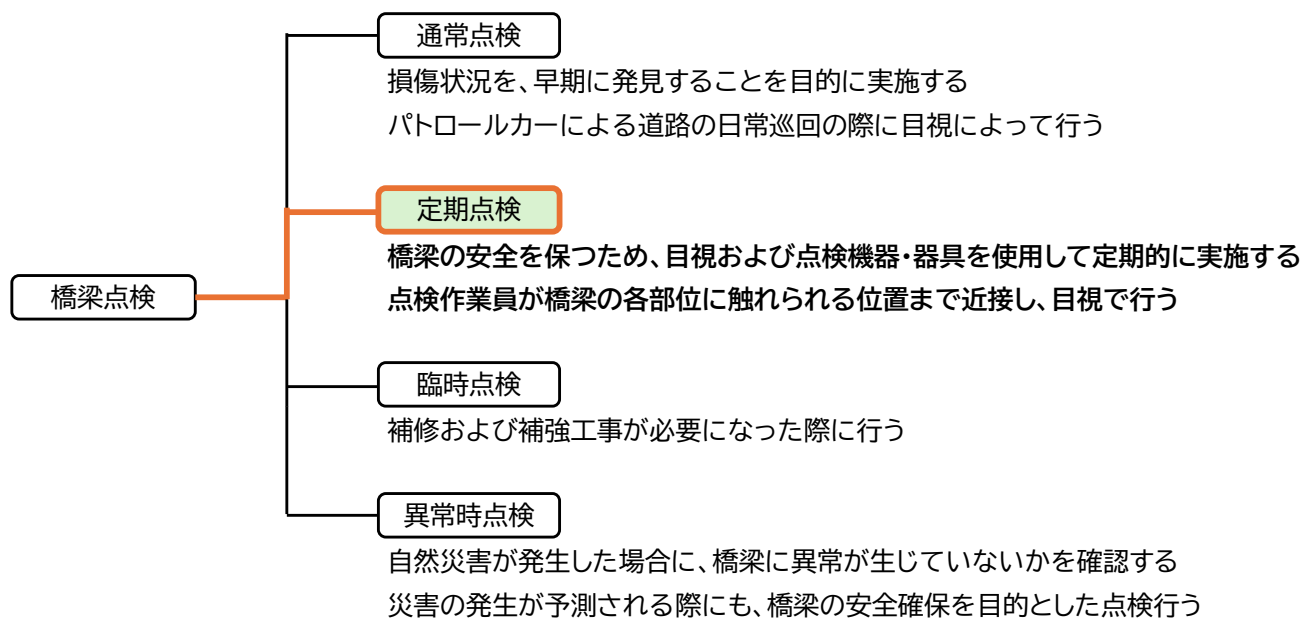 通常点検
損傷状況を、早期に発見することを目的に実施する
パトロールカーによる道路の日常巡回の際に目視によって行う
定期点検
橋梁の安全を保つため、目視および点検機器・器具を使用して定期的に実施する
点検作業員が橋梁の各部位に触れられる位置まで近接し、目視で行う
橋梁点検
臨時点検
補修および補強工事が必要になった際に行う
異常時点検
自然災害が発生した場合に、橋梁に異常が生じていないかを確認する
災害の発生が予測される際にも、橋梁の安全確保を目的とした点検行う